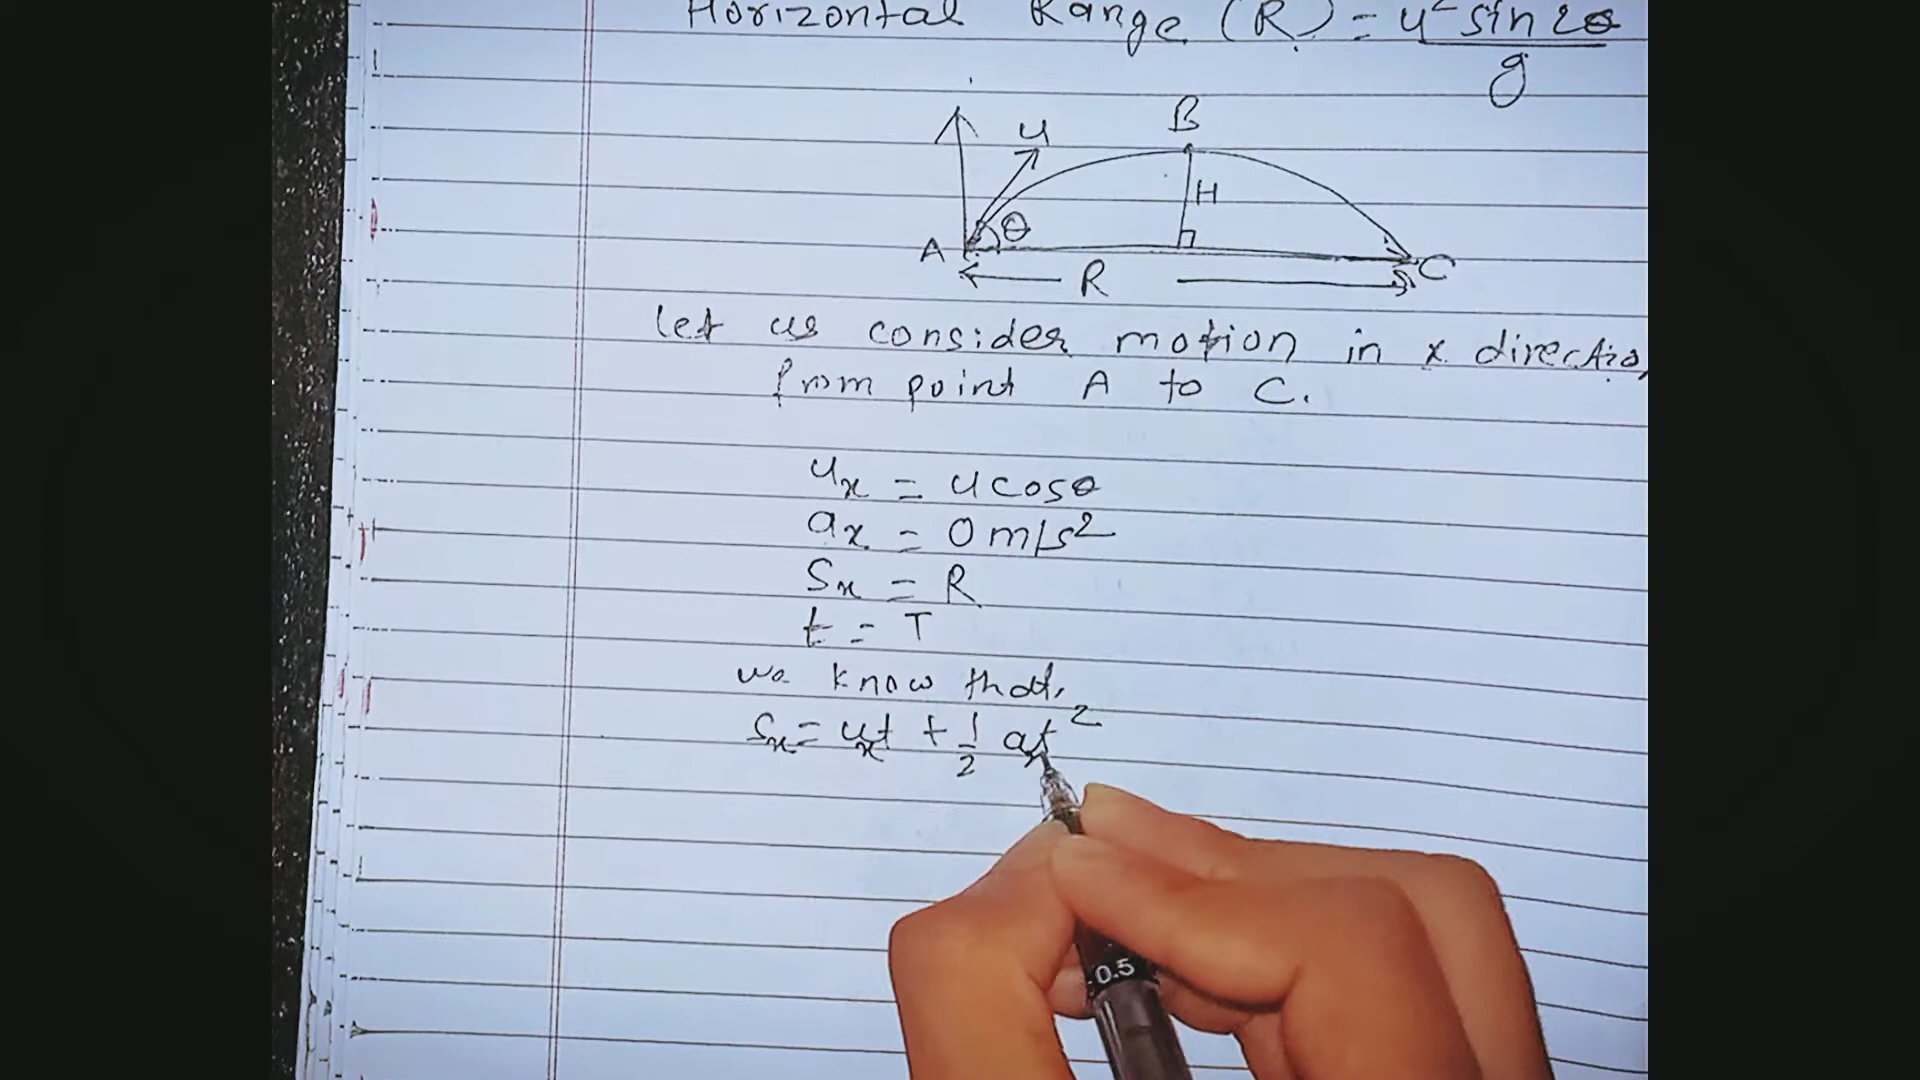 Horizontal Range (R) = u² sin2θ / g
B
u
H
A θ
C
R
let us consider motion in x direction
from point A to C.
uₓ = u cosθ
aₓ = 0 m/s²
Sₓ = R
t = T
we know that,
Sₓ = uₓt + 1/2 aₓt²
0.5